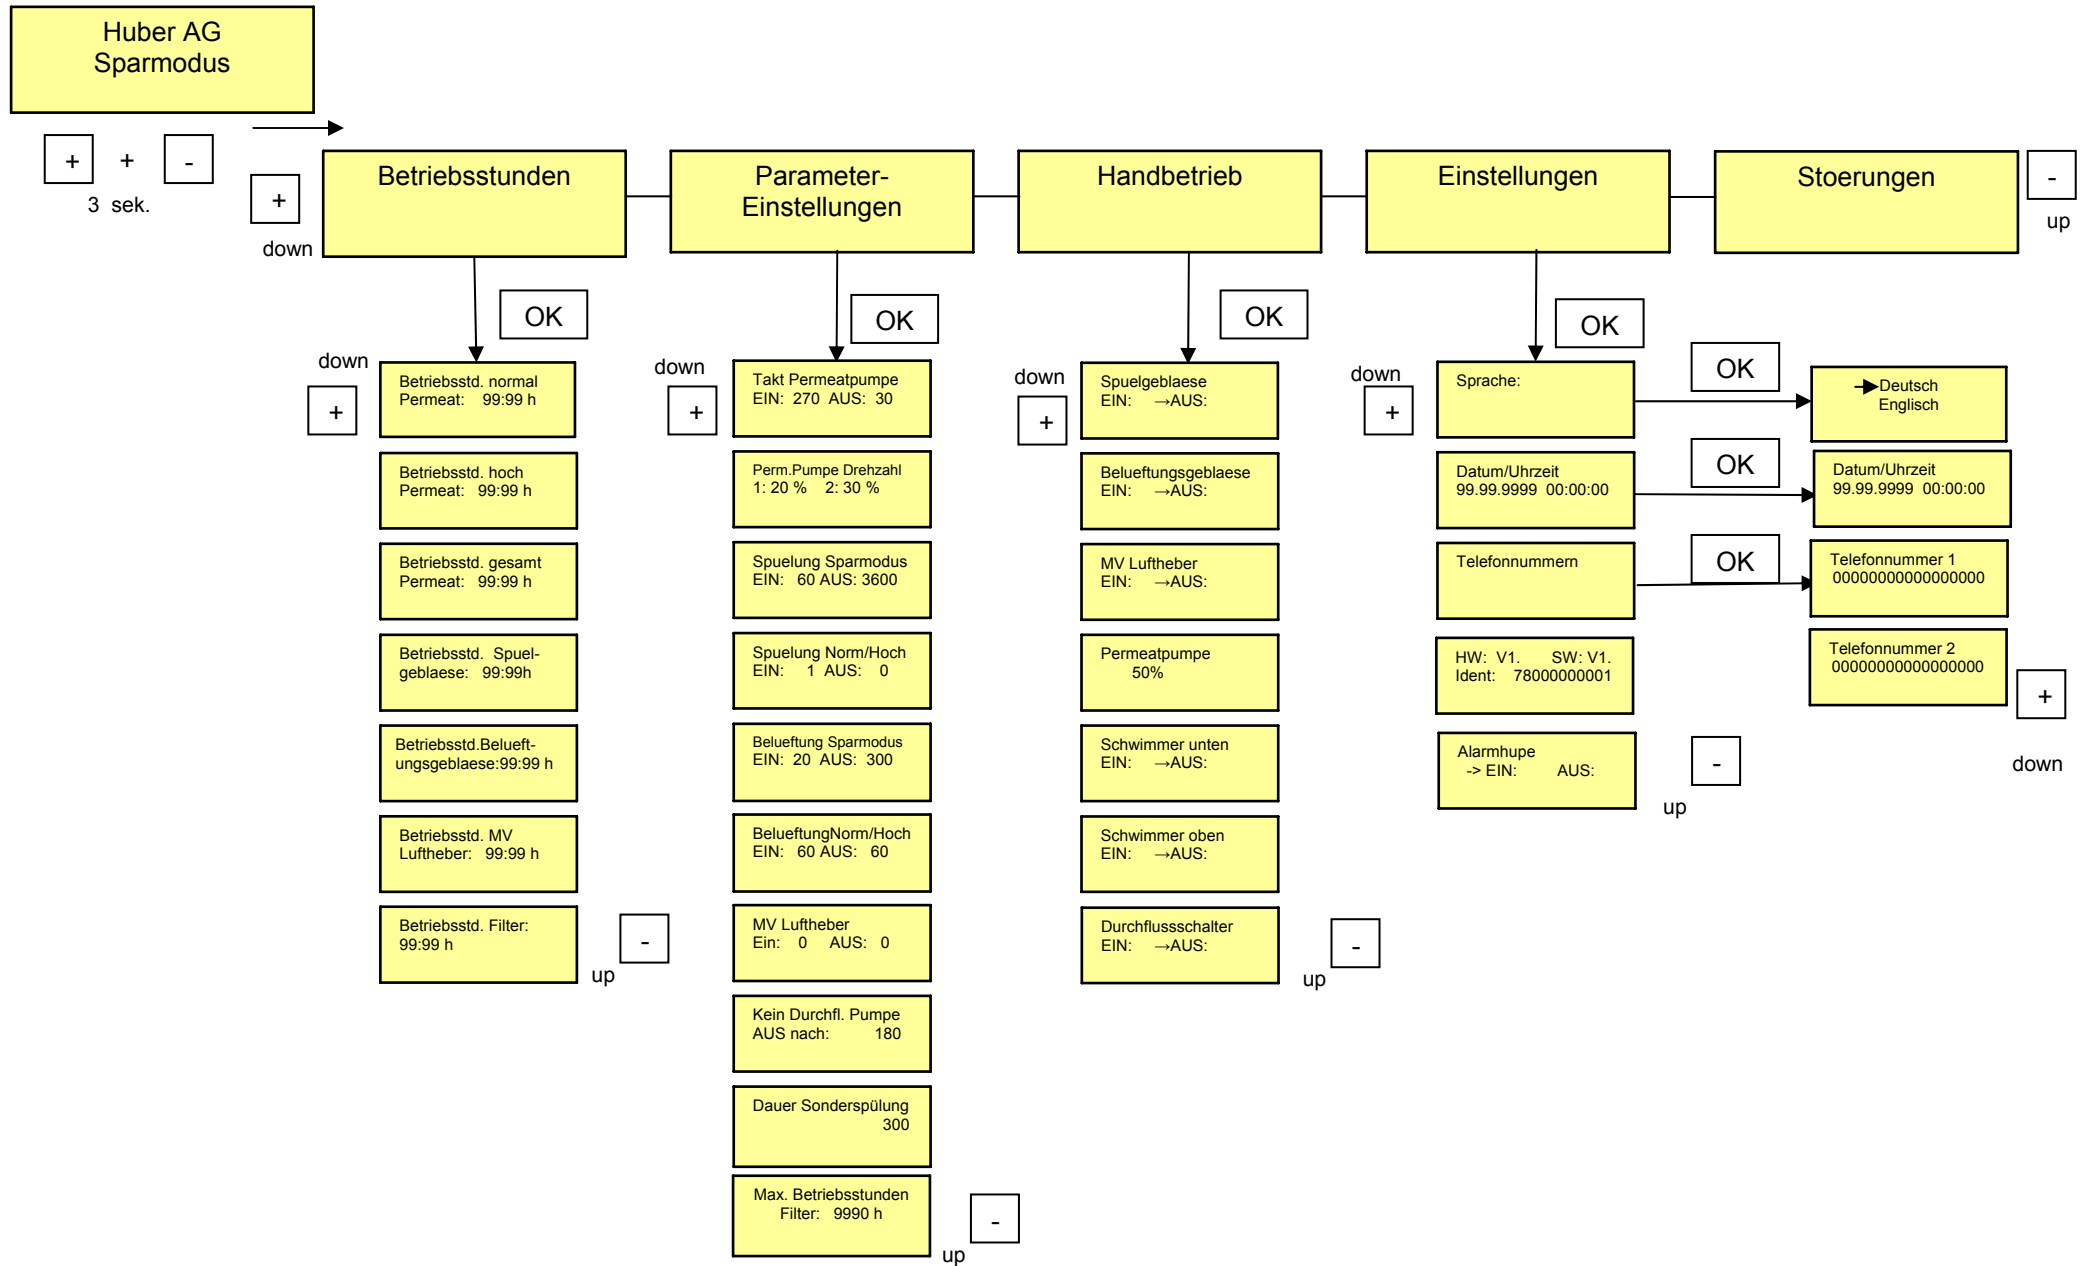 Huber AG
Sparmodus
+ + -
3 sek.
+
down
Betriebsstunden
Parameter-
Einstellungen
Handbetrieb
Einstellungen
Stoerungen
-
up
OK
down
+
Betriebsstd. normal
Permeat: 99:99 h
Betriebsstd. hoch
Permeat: 99:99 h
Betriebsstd. gesamt
Permeat: 99:99 h
Betriebsstd. Spuel-
geblaese: 99:99h
Betriebsstd.Belueft-
ungsgeblaese:99:99 h
Betriebsstd. MV
Luftheber: 99:99 h
Betriebsstd. Filter:
99:99 h
-
up
OK
down
+
Takt Permeatpumpe
EIN: 270 AUS: 30
Perm.Pumpe Drehzahl
1: 20 % 2: 30 %
Spuelung Sparmodus
EIN: 60 AUS: 3600
Spuelung Norm/Hoch
EIN: 1 AUS: 0
Belueftung Sparmodus
EIN: 20 AUS: 300
BelueftungNorm/Hoch
EIN: 60 AUS: 60
MV Luftheber
Ein: 0 AUS: 0
Kein Durchfl. Pumpe
AUS nach: 180
Dauer Sonderspülung
300
Max. Betriebsstunden
Filter: 9990 h
-
up
OK
down
+
Spuelgeblaese
EIN: →AUS:
Belueftungsgeblaese
EIN: →AUS:
MV Luftheber
EIN: →AUS:
Permeatpumpe
50%
Schwimmer unten
EIN: →AUS:
Schwimmer oben
EIN: →AUS:
Durchflussschalter
EIN: →AUS:
-
up
OK
down
+
Sprache:
Datum/Uhrzeit
99.99.9999 00:00:00
Telefonnummern
HW: V1. SW: V1.
Ident: 78000000001
Alarmhupe
-> EIN: AUS:
-
up
OK
Deutsch
Englisch
OK
Datum/Uhrzeit
99.99.9999 00:00:00
OK
Telefonnummer 1
00000000000000000
Telefonnummer 2
00000000000000000
+
down